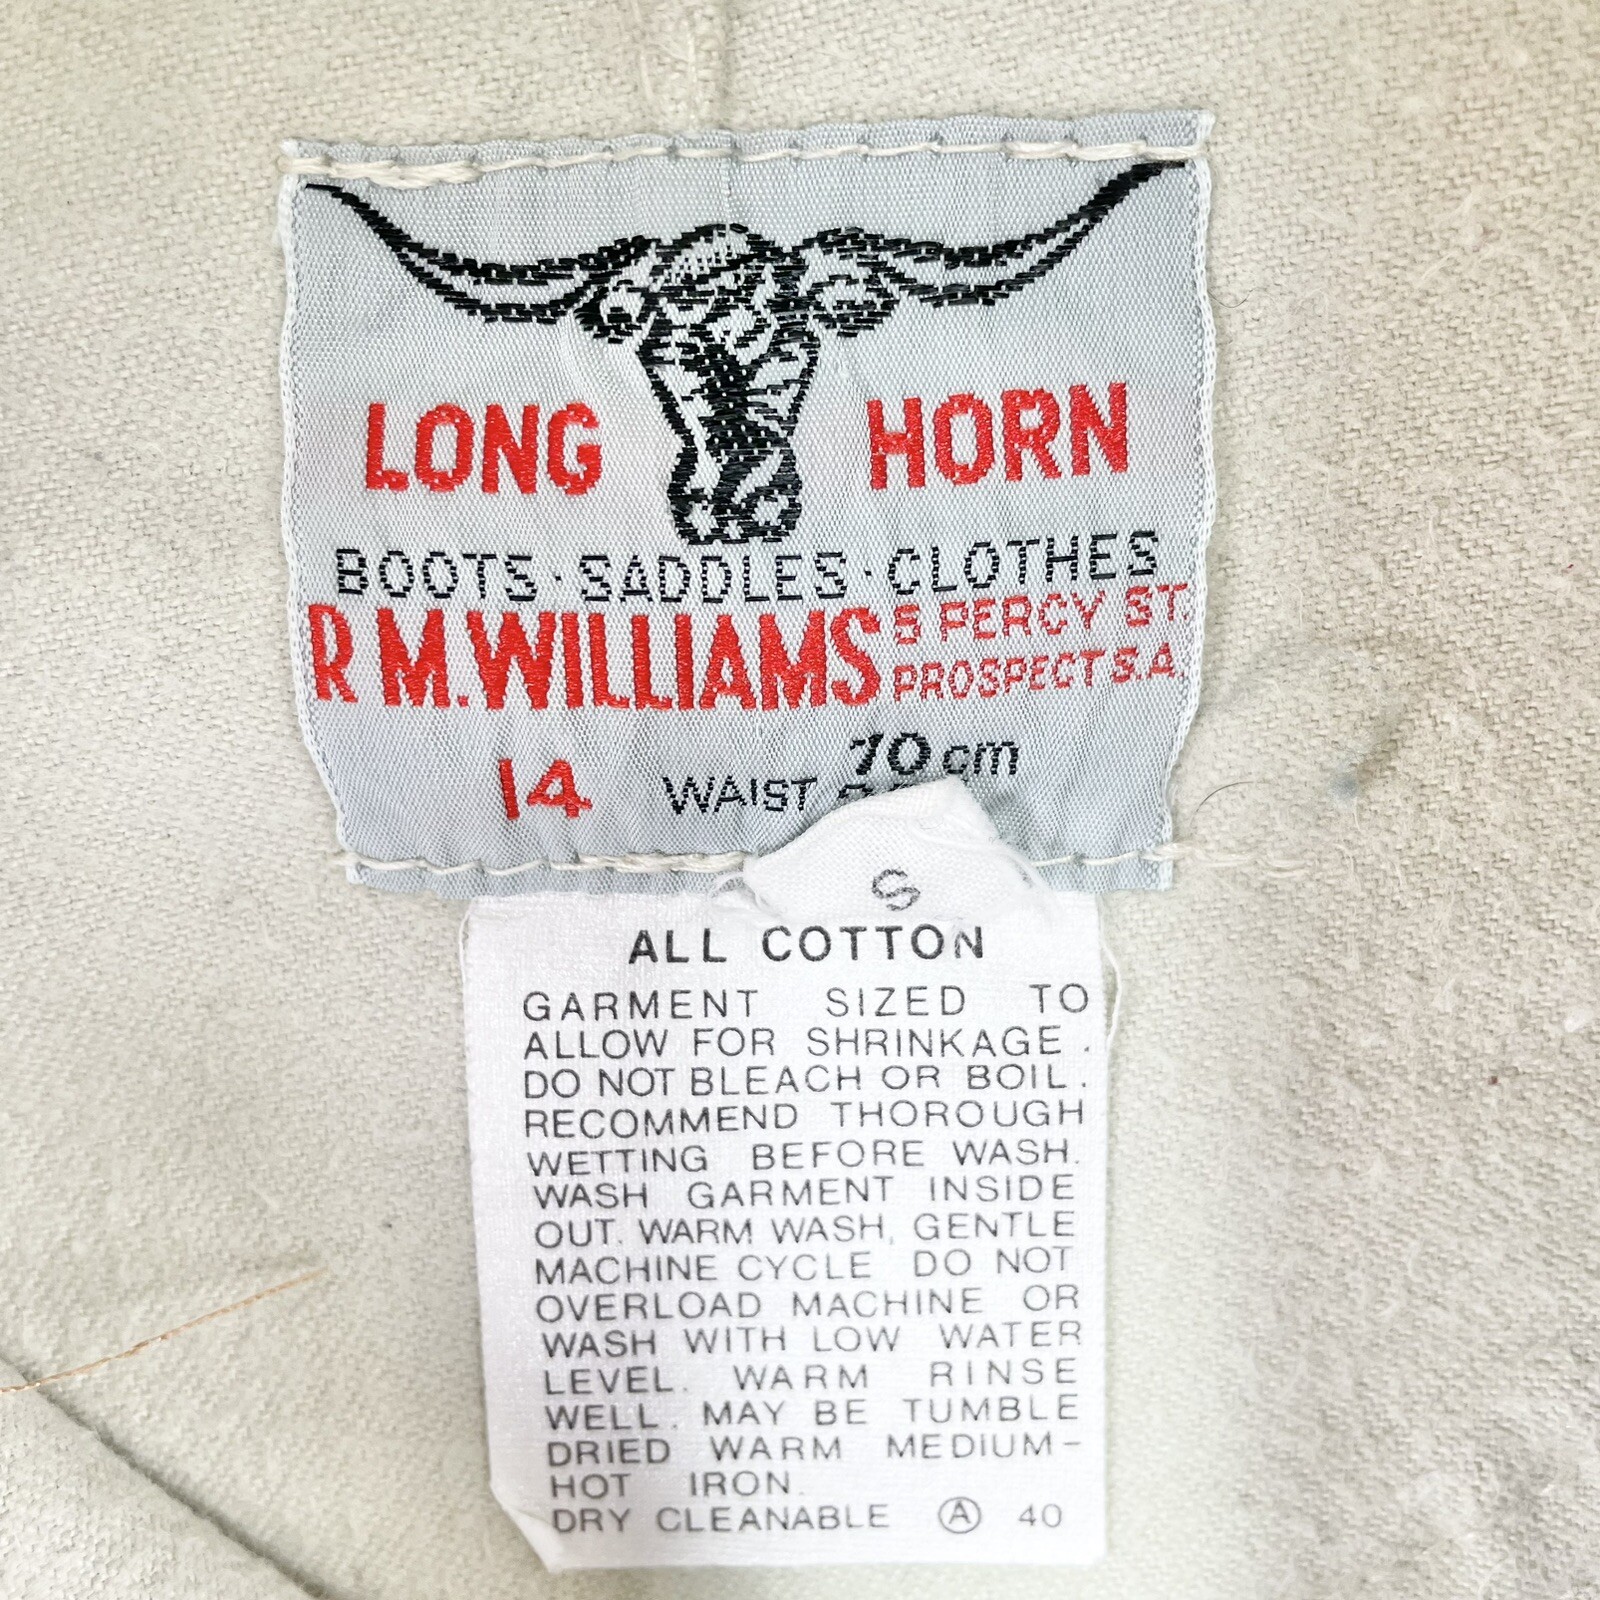 LONG HORN
BOOTS · SADDLES · CLOTHES
R M. WILLIAMS 5 PERCY ST.
PROSPECT S.A.
14 WAIST 70 cm
S
ALL COTTON
GARMENT SIZED TO
ALLOW FOR SHRINKAGE .
DO NOT BLEACH OR BOIL .
RECOMMEND THOROUGH
WETTING BEFORE WASH.
WASH GARMENT INSIDE
OUT. WARM WASH, GENTLE
MACHINE CYCLE DO NOT
OVERLOAD MACHINE OR
WASH WITH LOW WATER
LEVEL. WARM RINSE
WELL. MAY BE TUMBLE
DRIED WARM MEDIUM-
HOT IRON.
DRY CLEANABLE Ⓐ 40